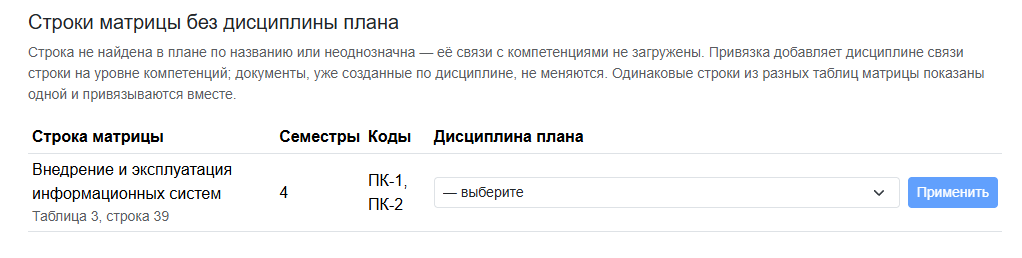 Строки матрицы без дисциплины плана
Строка не найдена в плане по названию или неоднозначна — её связи с компетенциями не загружены. Привязка добавляет дисциплине связи
строки на уровне компетенций; документы, уже созданные по дисциплине, не меняются. Одинаковые строки из разных таблиц матрицы показаны
одной и привязываются вместе.
Строка матрицы Семестры Коды Дисциплина плана
Внедрение и эксплуатация
информационных систем
Таблица 3, строка 39
4
ПК-1,
ПК-2
— выберите
Применить